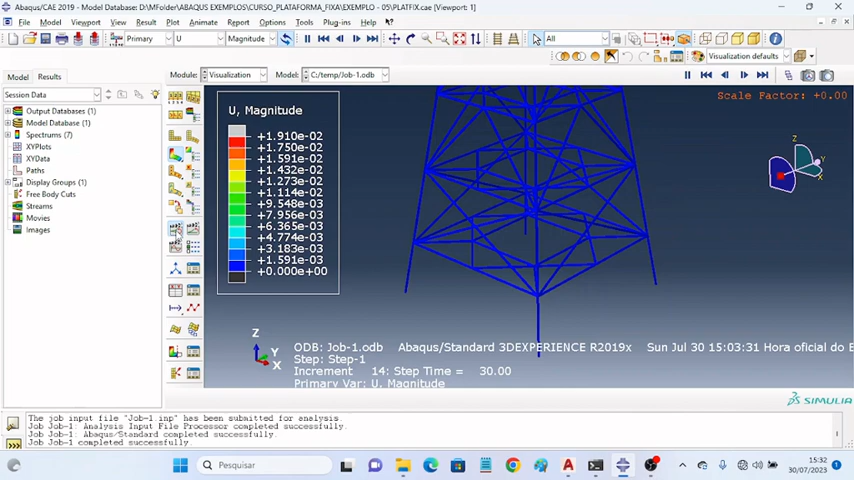 Abaqus/CAE 2019 - Model Database: D:\MFolder\ABAQUS EXEMPLOS\CURSO_PLATAFORMA_FIXA\EXEMPLO - 05\PLATFIX.cae [Viewport: 1]
File Model Viewport View Result Plot Animate Report Options Tools Plug-ins Help
Primary U Magnitude All
Visualization defaults
Model Results Module: Visualization Model: C:/temp/Job-1.odb
Session Data
Output Databases (1)
Model Database (1)
Spectrums (7)
XYPlots
XYData
Paths
Display Groups (1)
Free Body Cuts
Streams
Movies
Images
U, Magnitude
+1.910e-02
+1.750e-02
+1.591e-02
+1.432e-02
+1.273e-02
+1.114e-02
+9.548e-03
+7.956e-03
+6.365e-03
+4.774e-03
+3.183e-03
+1.591e-03
+0.000e+00
Scale Factor: +0.00
Z
Y
X
Z
Y
X
ODB: Job-1.odb Abaqus/Standard 3DEXPERIENCE R2019x Sun Jul 30 15:03:31 Hora oficial do
Step: Step-1
Increment 14: Step Time = 30.00
Primary Var: U, Magnitude
SIMULIA
The job input file "Job-1.inp" has been submitted for analysis.
Job Job-1: Analysis Input File Processor completed successfully.
Job Job-1: Abaqus/Standard completed successfully.
Job Job-1 completed successfully.
Pesquisar
15:32
30/07/2023